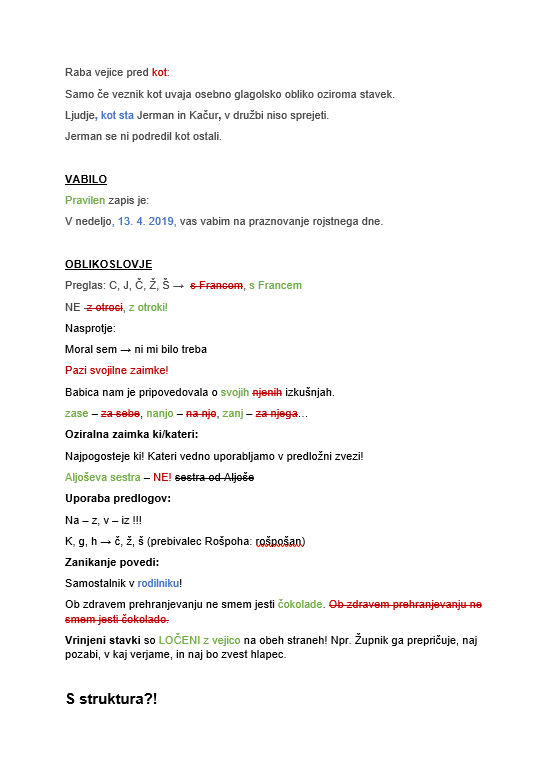 Raba vejice pred kot:
Samo če veznik kot uvaja osebno glagolsko obliko oziroma stavek.
Ljudje, kot sta Jerman in Kačur, v družbi niso sprejeti.
Jerman se ni podredil kot ostali.
VABILO
Pravilen zapis je:
V nedeljo, 13. 4. 2019, vas vabim na praznovanje rojstnega dne.
OBLIKOSLOVJE
Preglas: C, J, Č, Ž, Š → s Francom, s Francem
NE z otroci, z otroki!
Nasprotje:
Moral sem → ni mi bilo treba
Pazi svojilne zaimke!
Babica nam je pripovedovala o svojih njenih izkušnjah.
zase – za sebe, nanjo – na njo, zanj – za njega…
Oziralna zaimka ki/kateri:
Najpogosteje ki! Kateri vedno uporabljamo v predložni zvezi!
Aljoševa sestra – NE! sestra od Aljoše
Uporaba predlogov:
Na – z, v – iz !!!
K, g, h → č, ž, š (prebivalec Rošpoha: rošpošan)
Zanikanje povedi:
Samostalnik v rodilniku!
Ob zdravem prehranjevanju ne smem jesti čokolade. Ob zdravem prehranjevanju ne
smem jesti čokolado.
Vrinjeni stavki so LOČENI z vejico na obeh straneh! Npr. Župnik ga prepričuje, naj
pozabi, v kaj verjame, in naj bo zvest hlapec.
S struktura?!